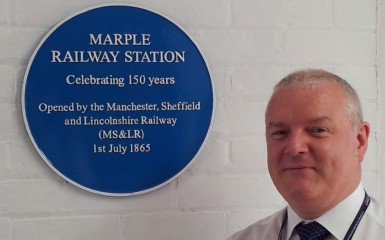 MARPLE
RAILWAY STATION
Celebrating 150 years
Opened by the Manchester, Sheffield
and Lincolnshire Railway
(MS&LR)
1st July 1865